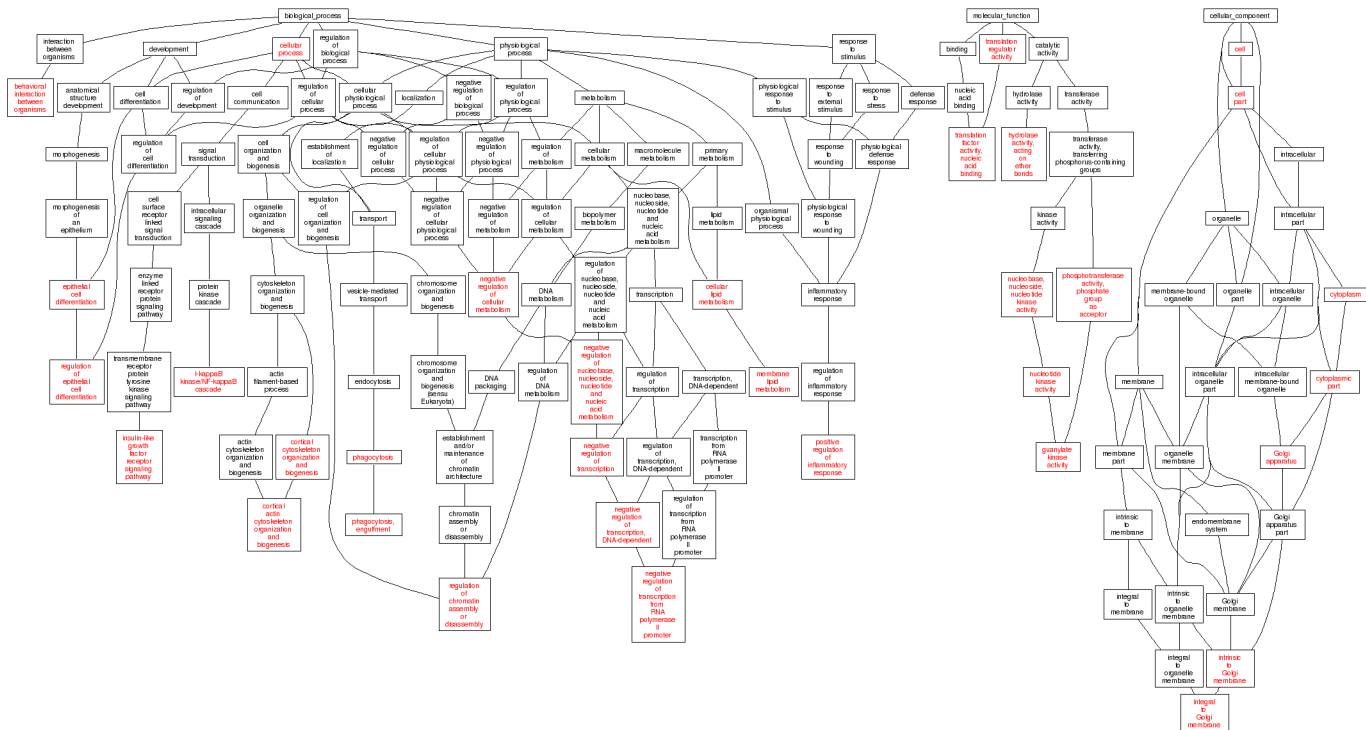 biological_process
molecular_function
cellular_component
interaction
between
organisms
development
cellular
process
regulation
of
biological
process
physiological
process
response
to
stimulus
binding
translation
regulator
activity
catalytic
activity
cell
behavioral
interaction
between
organisms
anatomical
structure
development
cell
differentiation
regulation
of
development
cell
communication
regulation
of
cellular
process
cellular
physiological
process
localization
negative
regulation
of
biological
process
regulation
of
physiological
process
metabolism
physiological
response
to
stimulus
response
to
external
stimulus
response
to
stress
defense response
nucleic
acid
binding
hydrolase
activity
transferase
activity
cell
part
morphogenesis
regulation
of
cell
differentiation
signal
transduction
cell
organization
and
biogenesis
establishment
of
localization
negative
regulation
of
cellular
process
regulation
of
cellular
physiological
process
negative
regulation
of
physiological
process
regulation
of
metabolism
cellular
metabolism
macromolecule
metabolism
primary
metabolism
response
to
wounding
physiological
defense response
translation
factor
activity,
nucleic
acid
binding
hydrolase
activity,
acting
on
ether
bonds
transferase
activity,
transferring
phosphorus-containing
groups
intracellular
morphogenesis
of
an
epithelium
cell
surface
receptor
linked
signal
transduction
intracellular
signaling
cascade
organelle
organization
and
biogenesis
regulation
of
cell
organization
and
biogenesis
transport
negative
regulation
of
cellular
physiological
process
negative
regulation
of
metabolism
regulation
of
cellular
metabolism
biopolymer
metabolism
nucleobase,
nucleoside,
nucleotide
and
nucleic
acid
metabolism
lipid
metabolism
organismal
physiological
process
physiological
response
to
wounding
kinase
activity
organelle
intracellular
part
epithelial
cell
differentiation
enzyme
linked
receptor
protein
signaling
pathway
protein
kinase
cascade
cytoskeleton
organization
and
biogenesis
vesicle-mediated
transport
chromosome
organization
and
biogenesis
negative
regulation
of
cellular
metabolism
DNA
metabolism
regulation
of
nucleobase,
nucleoside,
nucleotide
and
nucleic
acid
metabolism
transcription
cellular
lipid
metabolism
inflammatory
response
nucleobase,
nucleoside,
nucleotide
kinase
activity
phosphotransferase
activity,
phosphate
group
as
acceptor
membrane-bound
organelle
organelle
part
intracellular
organelle
cytoplasm
regulation
of
epithelial
cell
differentiation
transmembrane
receptor
protein
tyrosine
kinase
signaling
pathway
I-kappaB
kinase/NF-kappaB
cascade
actin
filament-based
process
endocytosis
chromosome
organization
and
biogenesis
(sensu
Eukaryota)
DNA
packaging
regulation
of
DNA
metabolism
negative
regulation
of
nucleobase,
nucleoside,
nucleotide
and
nucleic
acid
metabolism
regulation
of
transcription
transcription,
DNA-dependent
membrane
lipid
metabolism
regulation
of
inflammatory
response
nucleotide
kinase
activity
membrane
intracellular
organelle
part
intracellular
membrane-bound
organelle
cytoplasmic
part
insulin-like
growth
factor
receptor
signaling
pathway
actin
cytoskeleton
organization
and
biogenesis
cortical
cytoskeleton
organization
and
biogenesis
phagocytosis
establishment
and/or
maintenance
of
chromatin
architecture
negative
regulation
of
transcription
regulation
of
transcription,
DNA-dependent
transcription
from
RNA
polymerase
II
promoter
positive
regulation
of
inflammatory
response
guanylate
kinase
activity
membrane
part
organelle
membrane
Golgi
apparatus
cortical
actin
cytoskeleton
organization
and
biogenesis
phagocytosis,
engulfment
chromatin
assembly
or
disassembly
negative
regulation
of
transcription,
DNA-dependent
regulation
of
transcription
from
RNA
polymerase
II
promoter
intrinsic
to
membrane
endomembrane
system
Golgi
apparatus
part
regulation
of
chromatin
assembly
or
disassembly
negative
regulation
of
transcription
from
RNA
polymerase
II
promoter
integral
to
membrane
intrinsic
to
organelle
membrane
Golgi
membrane
integral
to
organelle
membrane
intrinsic
to
Golgi
membrane
integral
to
Golgi
membrane